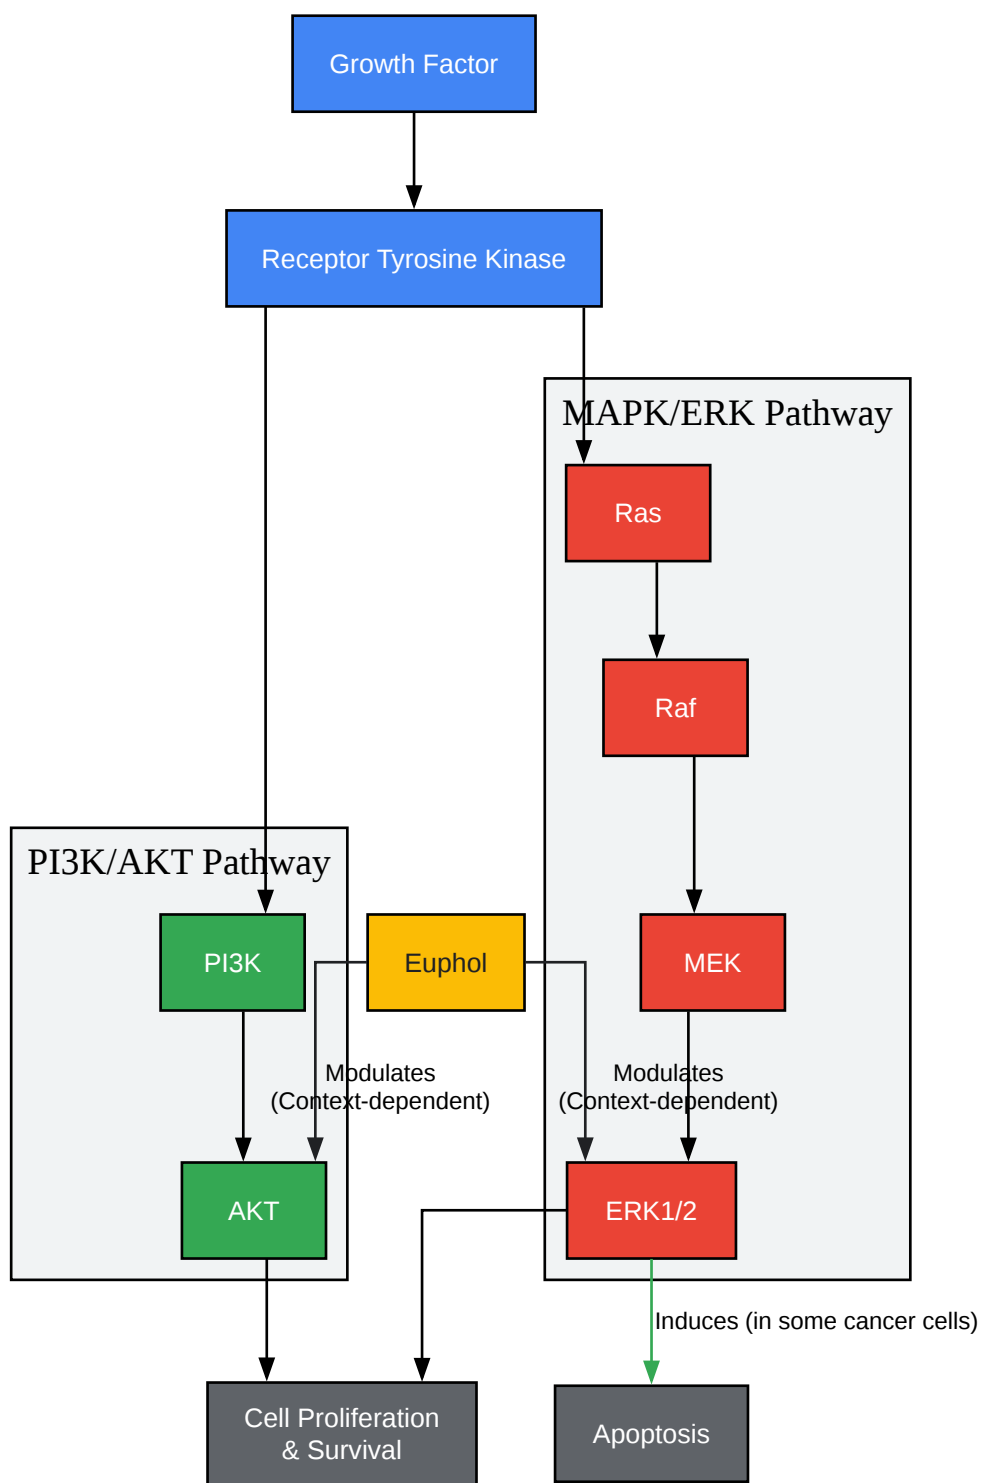 Growth Factor
Receptor Tyrosine Kinase
MAPK/ERK Pathway
Ras
Raf
PI3K/AKT Pathway
PI3K
Euphol
MEK
Modulates
(Context-dependent)
Modulates
(Context-dependent)
AKT
ERK1/2
Induces (in some cancer cells)
Cell Proliferation
& Survival
Apoptosis